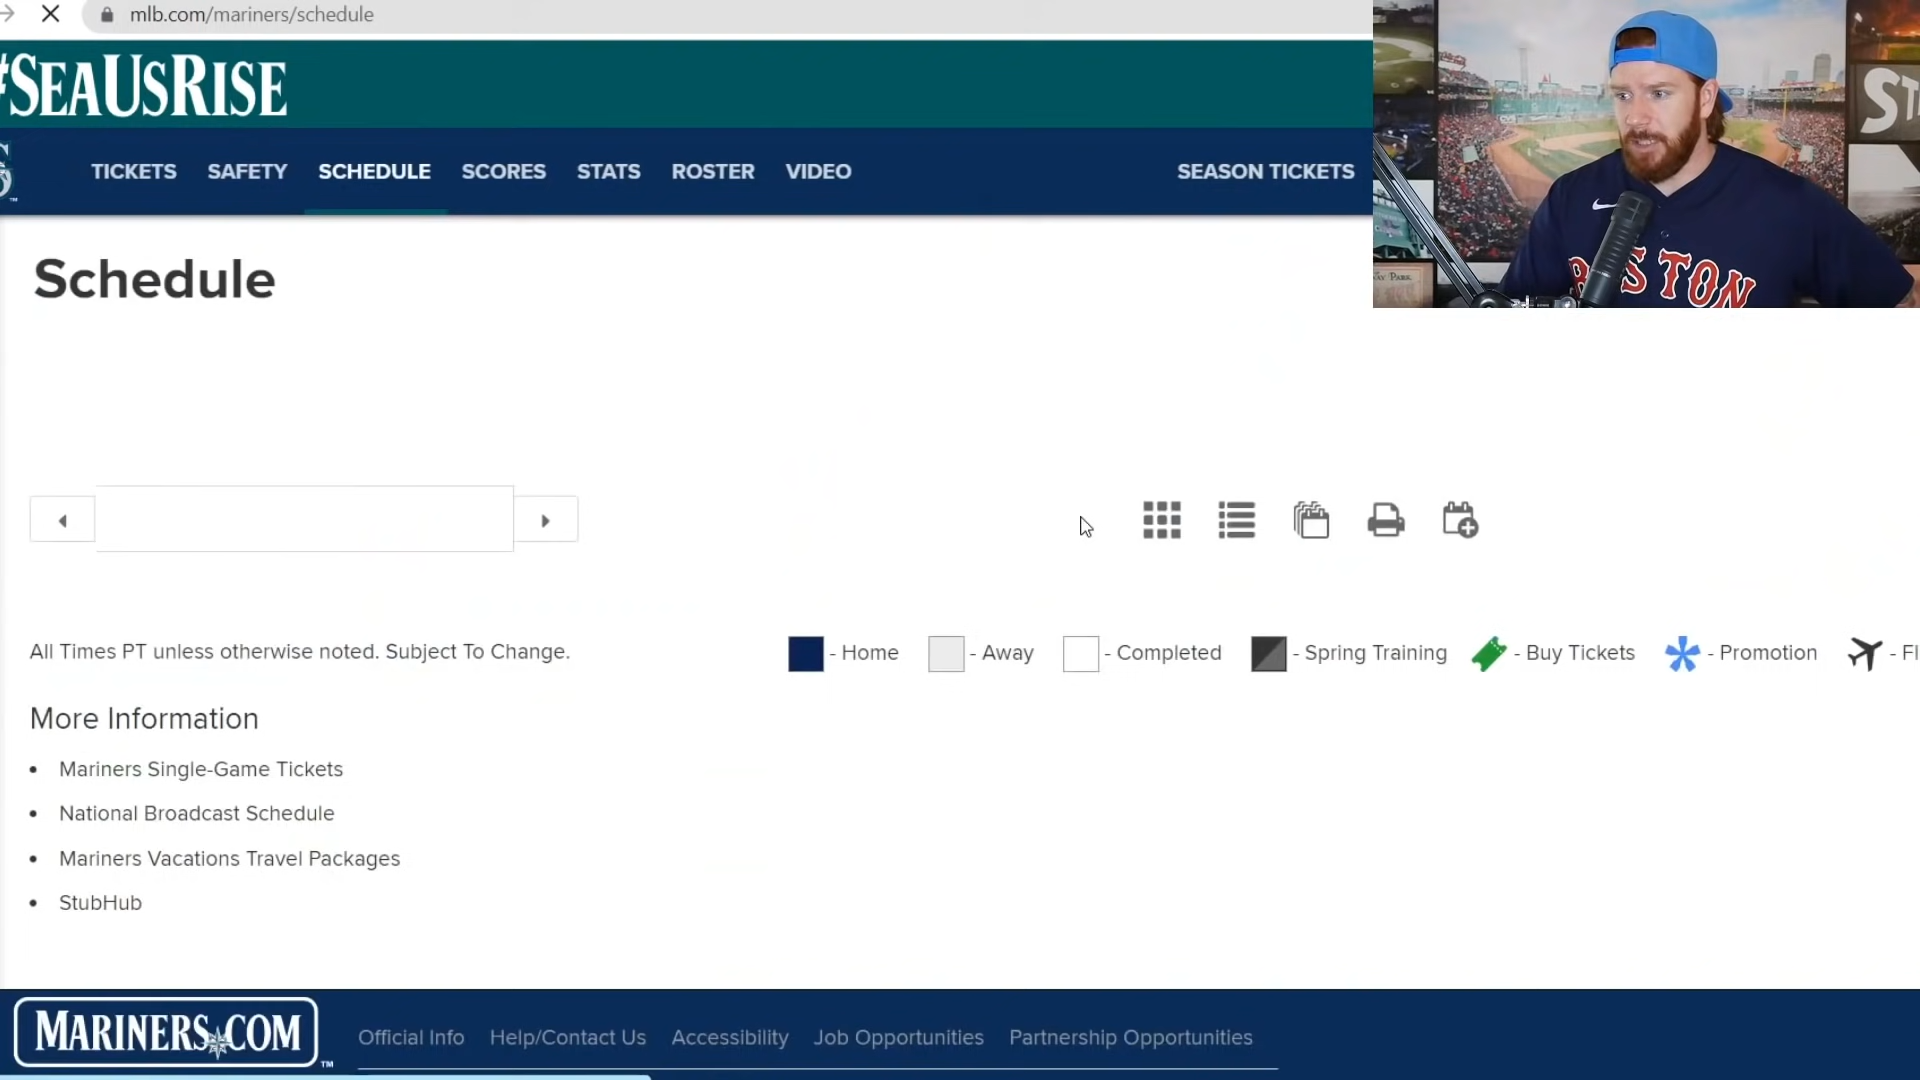 mlb.com/mariners/schedule
#SEAUSRISE
TICKETS SAFETY SCHEDULE SCORES STATS ROSTER VIDEO SEASON TICKETS
Schedule
BOSTON
All Times PT unless otherwise noted. Subject To Change.
- Home - Away - Completed - Spring Training - Buy Tickets - Promotion - Fl
More Information
• Mariners Single-Game Tickets
• National Broadcast Schedule
• Mariners Vacations Travel Packages
• StubHub
MARINERS.COM™ Official Info Help/Contact Us Accessibility Job Opportunities Partnership Opportunities